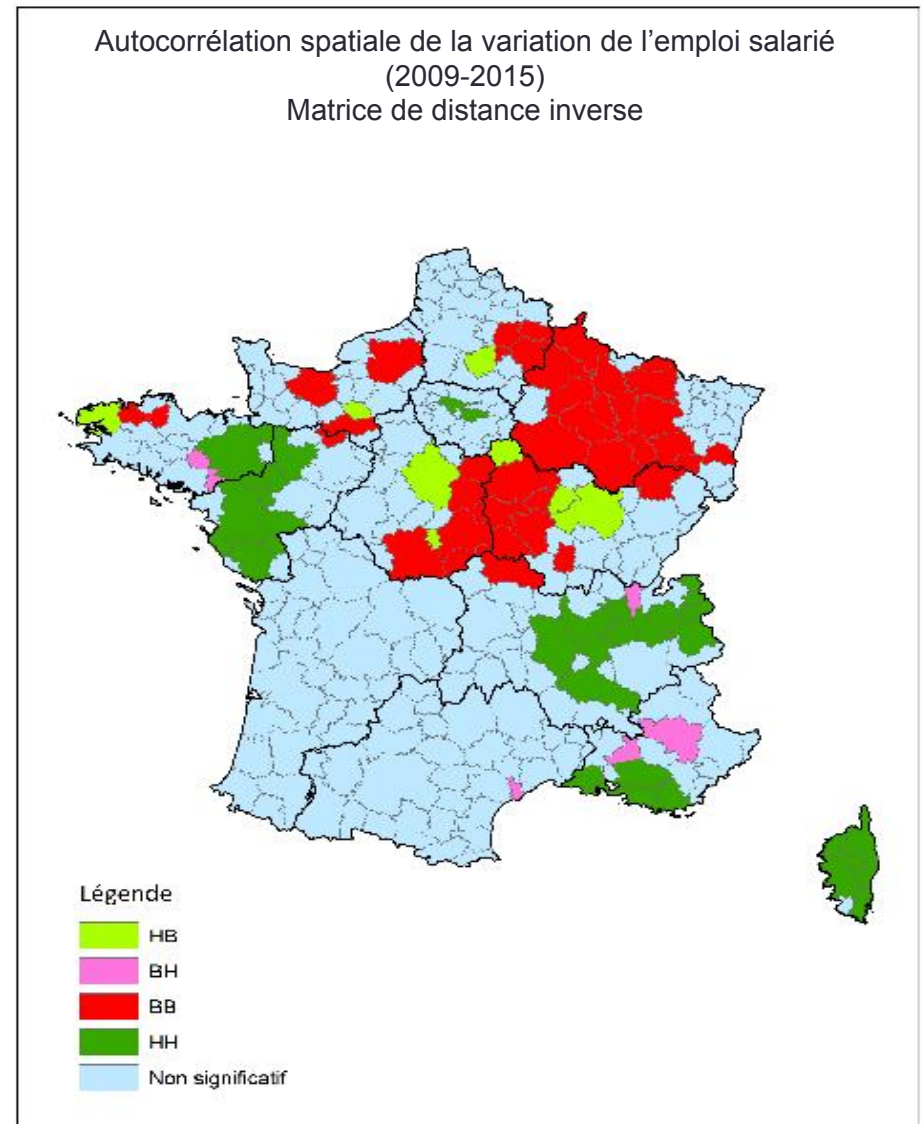 Autocorrélation spatiale de la variation de l’emploi salarié
(2009-2015)
Matrice de distance inverse
Légende
HB
BH
BB
HH
Non significatif